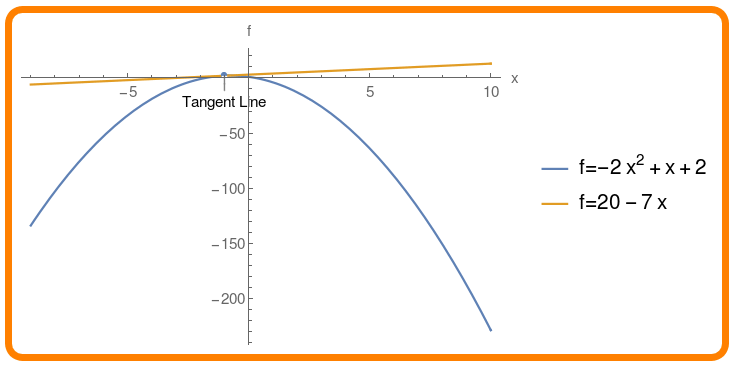 f
x
−5
5
10
Tangent Line
−50
−100
−150
−200
f=−2 x² + x + 2
f=20 − 7 x